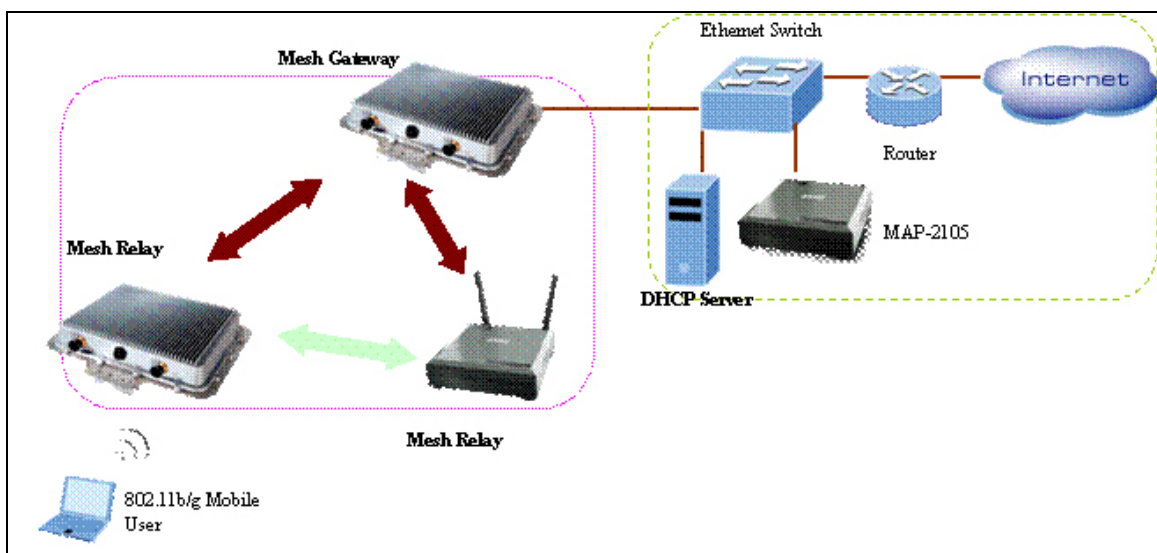 Ethernet Switch
Mesh Gateway
Internet
Router
MAP-2105
Mesh Relay
DHCP Server
Mesh Relay
802.11b/g Mobile
User